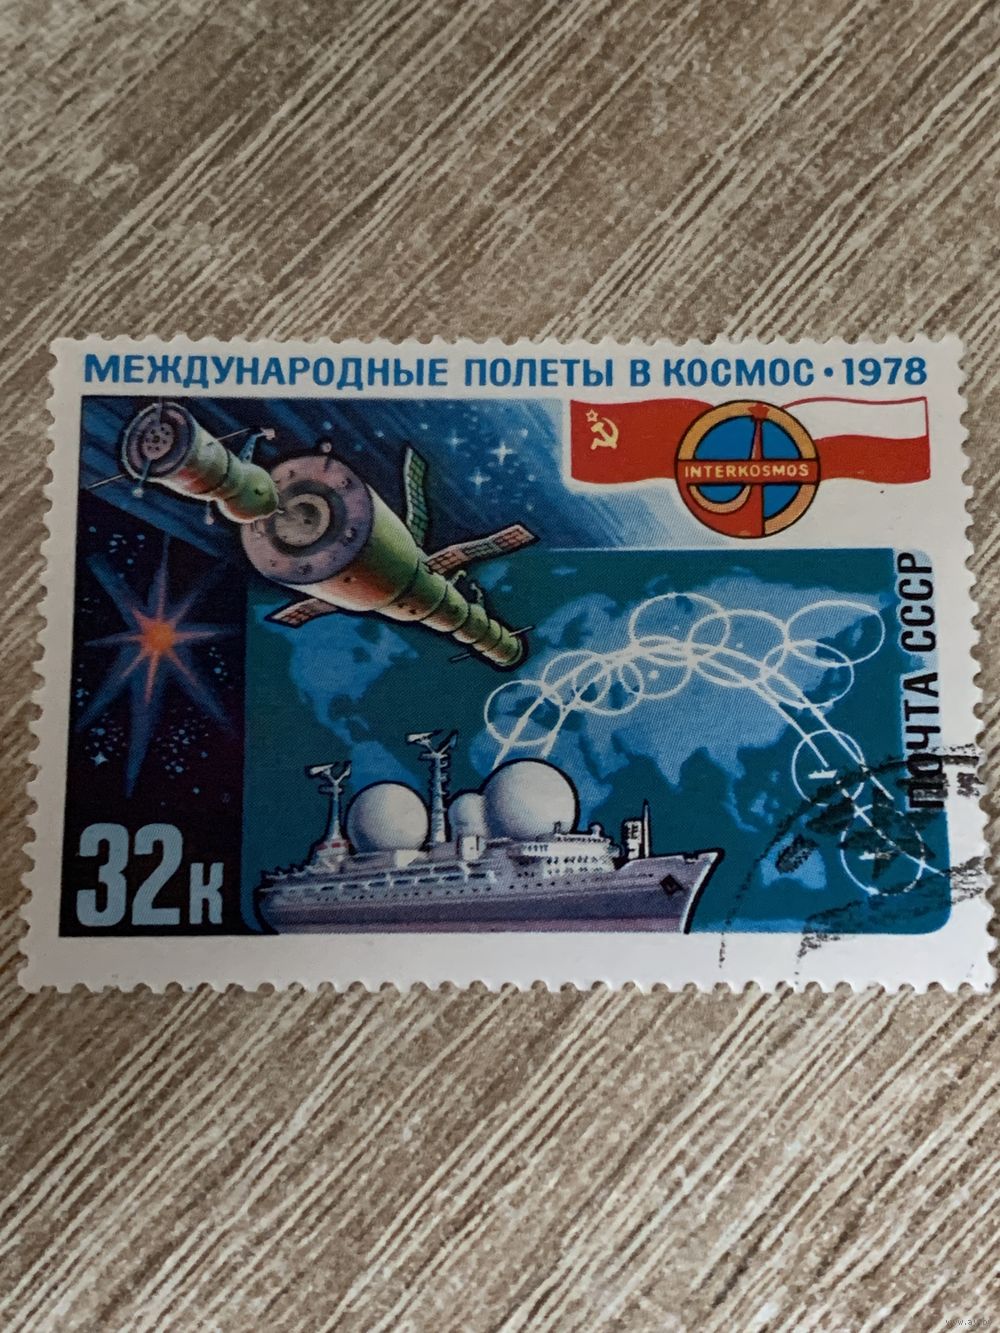 МЕЖДУНАРОДНЫЕ ПОЛЕТЫ В КОСМОС • 1978
INTERKOSMOS
ПОЧТА СССР
32к